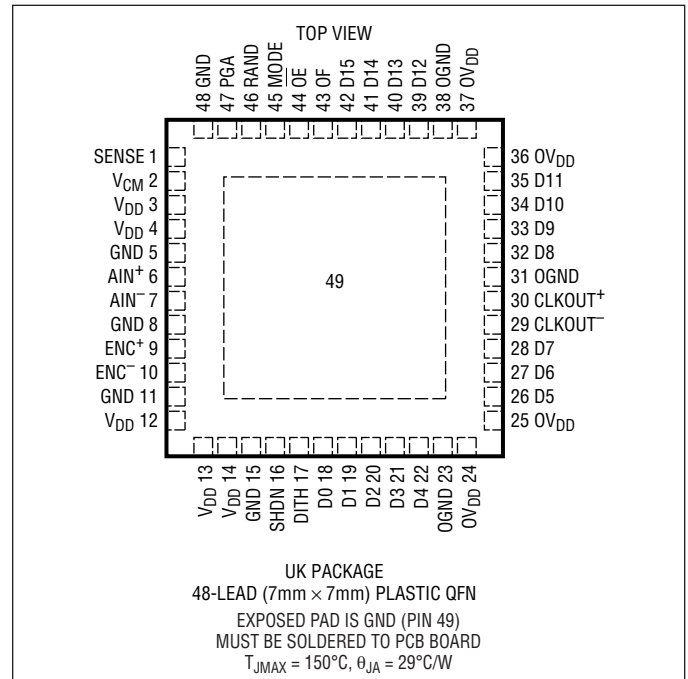 TOP VIEW
48 GND
47 PGA
46 RAND
45 MODE
44 O̅E̅
43 OF
42 D15
41 D14
40 D13
39 D12
38 OGND
37 OVDD
SENSE 1
VCM 2
VDD 3
VDD 4
GND 5
AIN+ 6
AIN– 7
GND 8
ENC+ 9
ENC– 10
GND 11
VDD 12
49
36 OVDD
35 D11
34 D10
33 D9
32 D8
31 OGND
30 CLKOUT+
29 CLKOUT–
28 D7
27 D6
26 D5
25 OVDD
VDD 13
VDD 14
GND 15
SHDN 16
DITH 17
D0 18
D1 19
D2 20
D3 21
D4 22
OGND 23
OVDD 24
UK PACKAGE
48-LEAD (7mm × 7mm) PLASTIC QFN
EXPOSED PAD IS GND (PIN 49)
MUST BE SOLDERED TO PCB BOARD
TJMAX = 150°C, θJA = 29°C/W